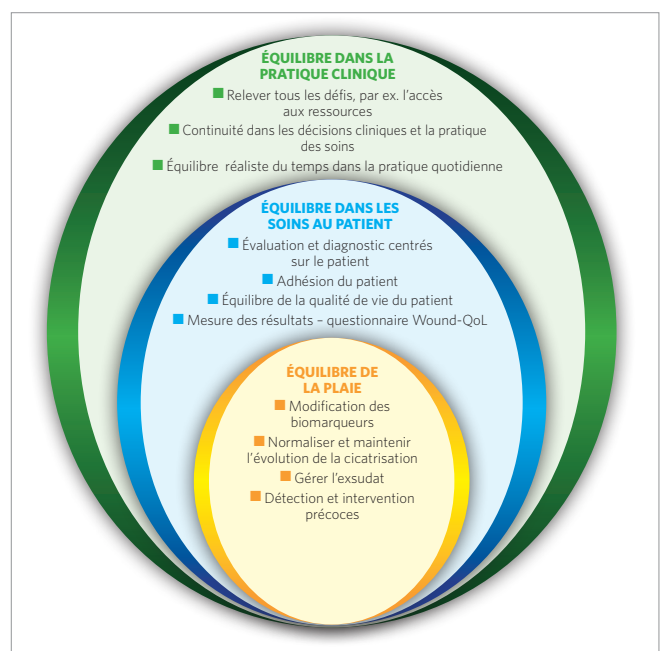 ÉQUILIBRE DANS LA
PRATIQUE CLINIQUE
■ Relever tous les défis, par ex. l’accès
aux ressources
■ Continuité dans les décisions cliniques et la pratique
des soins
■ Équilibre réaliste du temps dans la pratique quotidienne
ÉQUILIBRE DANS LES
SOINS AU PATIENT
■ Évaluation et diagnostic centrés
sur le patient
■ Adhésion du patient
■ Équilibre de la qualité de vie du patient
■ Mesure des résultats – questionnaire Wound-QoL
ÉQUILIBRE DE
LA PLAIE
■ Modification des
biomarqueurs
■ Normaliser et maintenir
l’évolution de la cicatrisation
■ Gérer l’exsudat
■ Détection et intervention
précoces